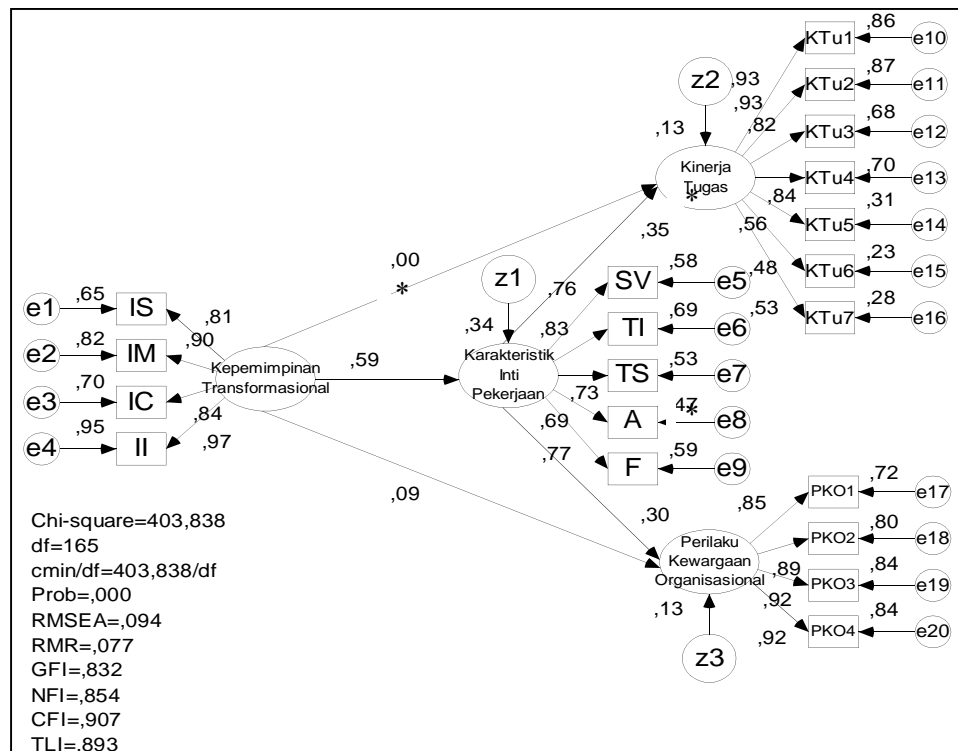 ,86
KTu1
e10
z2
,93
,87
KTu2
e11
,93
,13
,82
,68
KTu3
e12
Kinerja
Tugas
*
,70
KTu4
e13
,84
,31
KTu5
e14
,35
,56
,00
*
z1
,58
SV
e5
,23
KTu6
e15
,48
,76
,53
,28
KTu7
e16
e1
,65
IS
,81
,34
,83
,69
TI
e6
e2
,82
IM
,90
Kepemimpinan
Transformasional
,59
Karakteristik
Inti
Pekerjaan
,53
TS
e7
e3
,70
IC
,84
,73
,47
*
A
e8
e4
,95
II
,97
,69
,77
,59
F
e9
,09
,30
,85
,72
PKO1
e17
Perilaku
Kewargaan
Organisasional
,80
PKO2
e18
,89
,84
PKO3
e19
,92
,84
PKO4
e20
,92
,13
z3
Chi-square=403,838
df=165
cmin/df=403,838/df
Prob=,000
RMSEA=,094
RMR=,077
GFI=,832
NFI=,854
CFI=,907
TLI=,893